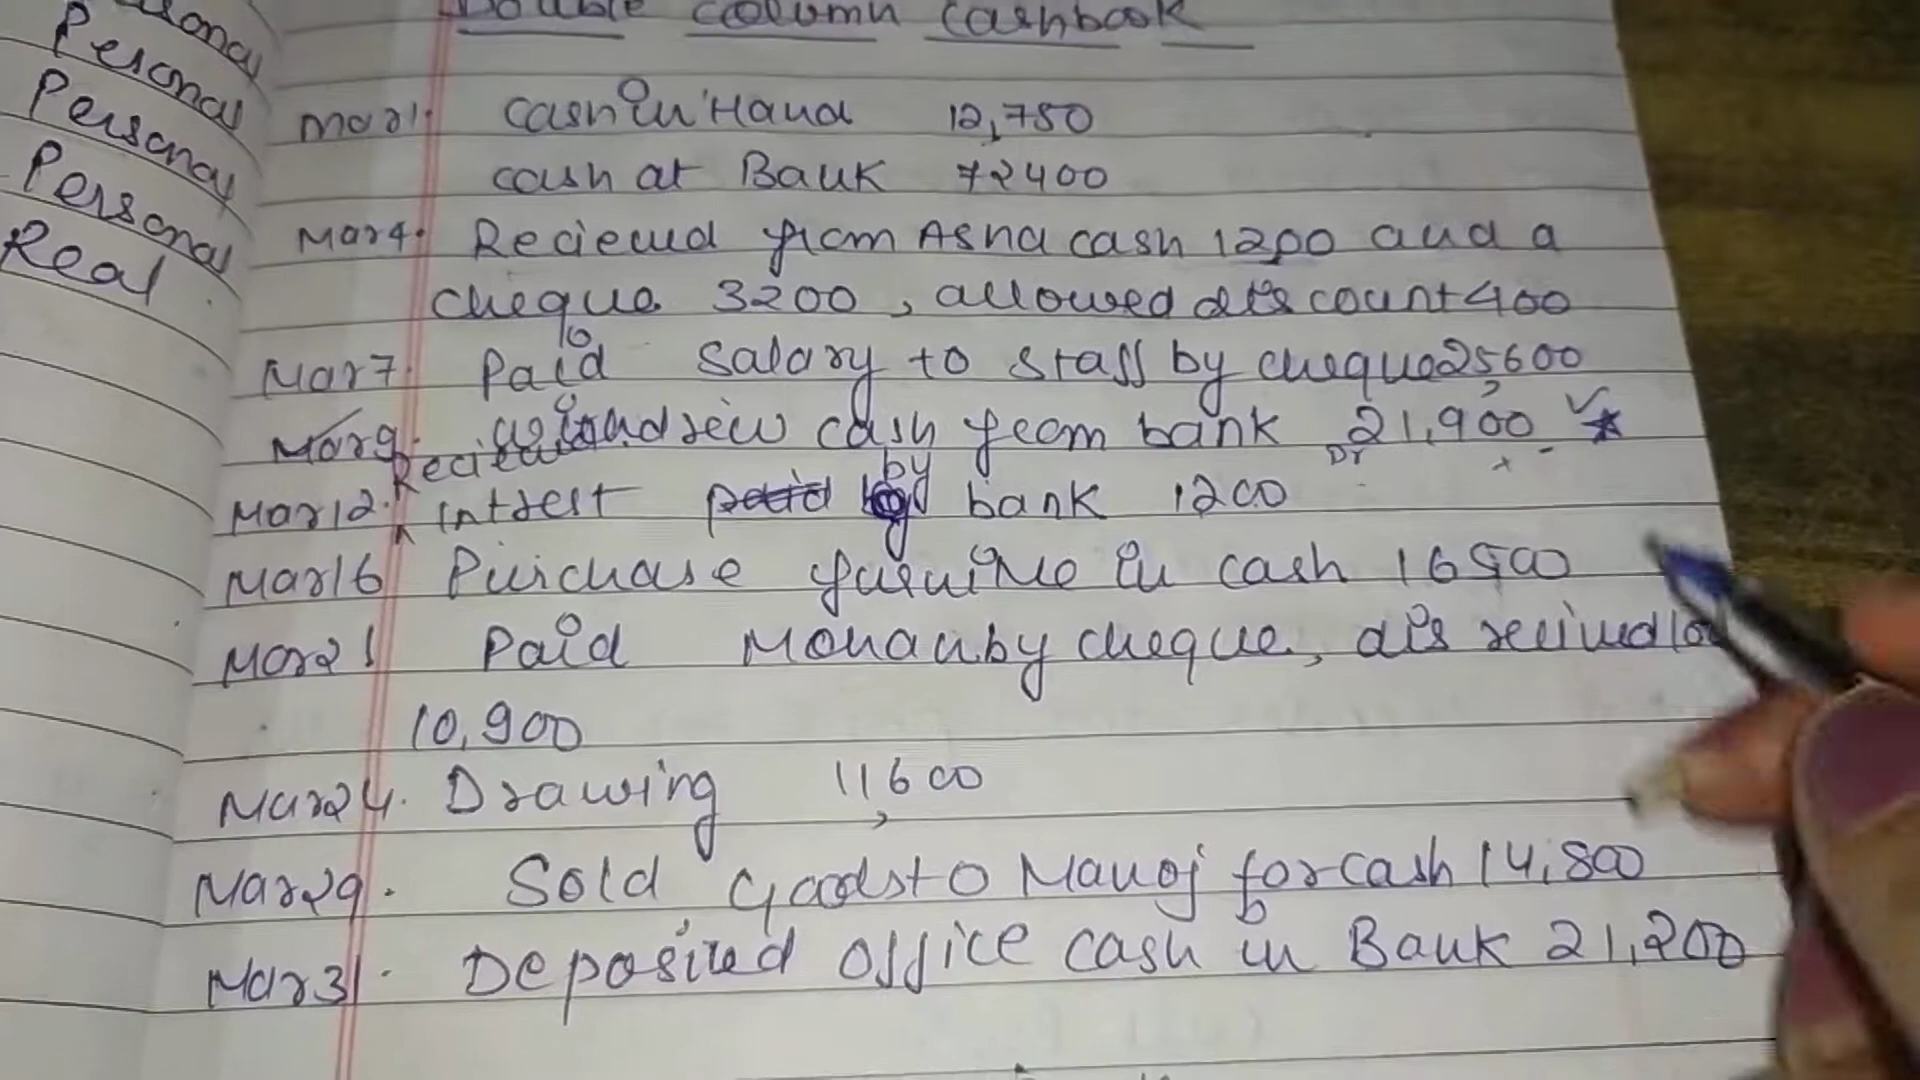 Personal
Personal
Personal
Real
Double column cashbook
Mar1. cash in Hand 12,750
cash at Bank 72400
Mar4. Recieved from Asha cash 1200 and a
cheque 3200, allowed discount 400
Mar7. Paid salary to staff by cheque 25600
Mar9. withdrew cash from bank 21,900
Dr
Recieved by
Mar12. Intrest paid bank 1200
Mar16 Purchase furniture in cash 16500
Mar21 Paid Mohan by cheque, dis recived
10,900
Mar24. Drawing 11600
Mar29. Sold Goods to Manoj for cash 14,800
Mar31. Deposited office cash in Bank 21,200